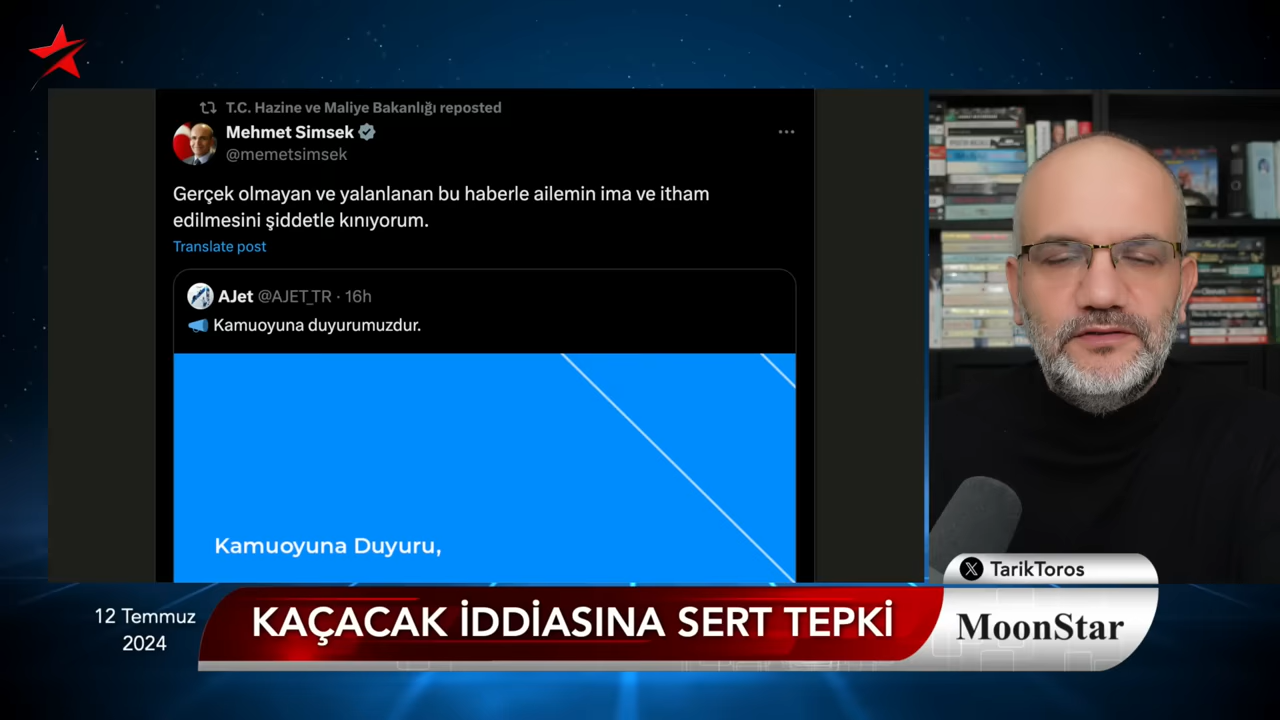 T.C. Hazine ve Maliye Bakanlığı reposted
Mehmet Simsek
@memetsimsek
Gerçek olmayan ve yalanlanan bu haberle ailemin ima ve itham
edilmesini şiddetle kınıyorum.
Translate post
AJet @AJET_TR · 16h
Kamuoyuna duyurumuzdur.
Kamuoyuna Duyuru,
TarikToros
12 Temmuz
2024
KAÇACAK İDDİASINA SERT TEPKİ
MoonStar